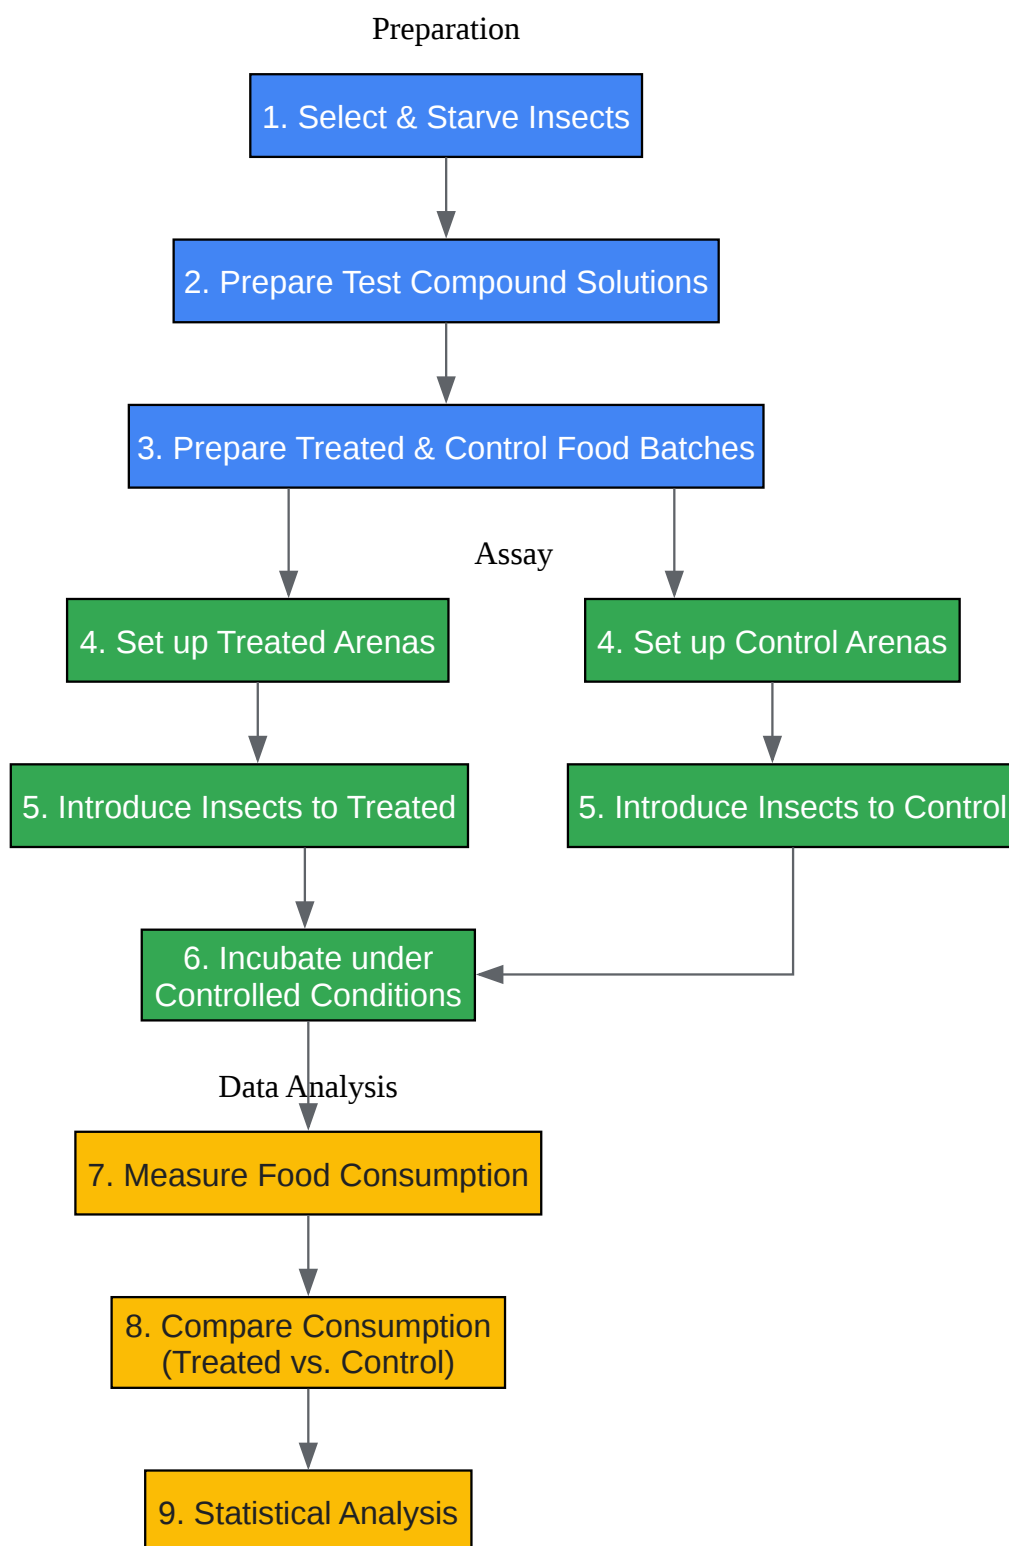 Preparation
1. Select & Starve Insects
2. Prepare Test Compound Solutions
3. Prepare Treated & Control Food Batches
Assay
4. Set up Treated Arenas
4. Set up Control Arenas
5. Introduce Insects to Treated
5. Introduce Insects to Control
6. Incubate under
Controlled Conditions
Data Analysis
7. Measure Food Consumption
8. Compare Consumption
(Treated vs. Control)
9. Statistical Analysis